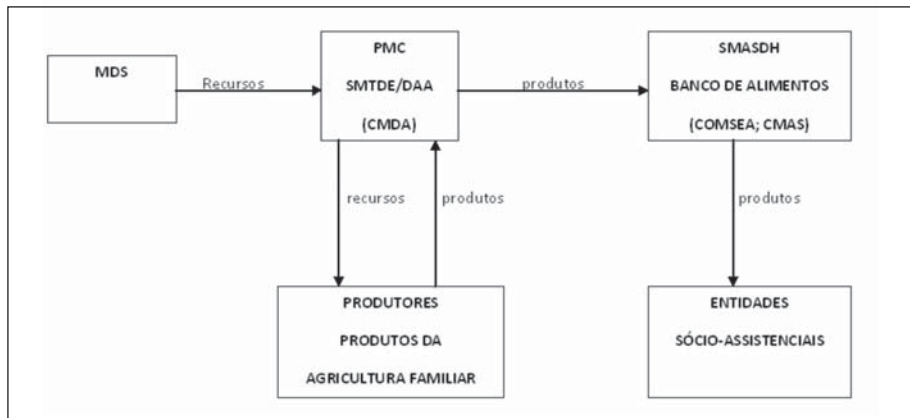 MDS
Recursos
PMC
SMTDE/DAA
(CMDA)
produtos
SMASDH
BANCO DE ALIMENTOS
(COMSEA; CMAS)
recursos
produtos
produtos
PRODUTORES
PRODUTOS DA
AGRICULTURA FAMILIAR
ENTIDADES
SÓCIO-ASSISTENCIAIS